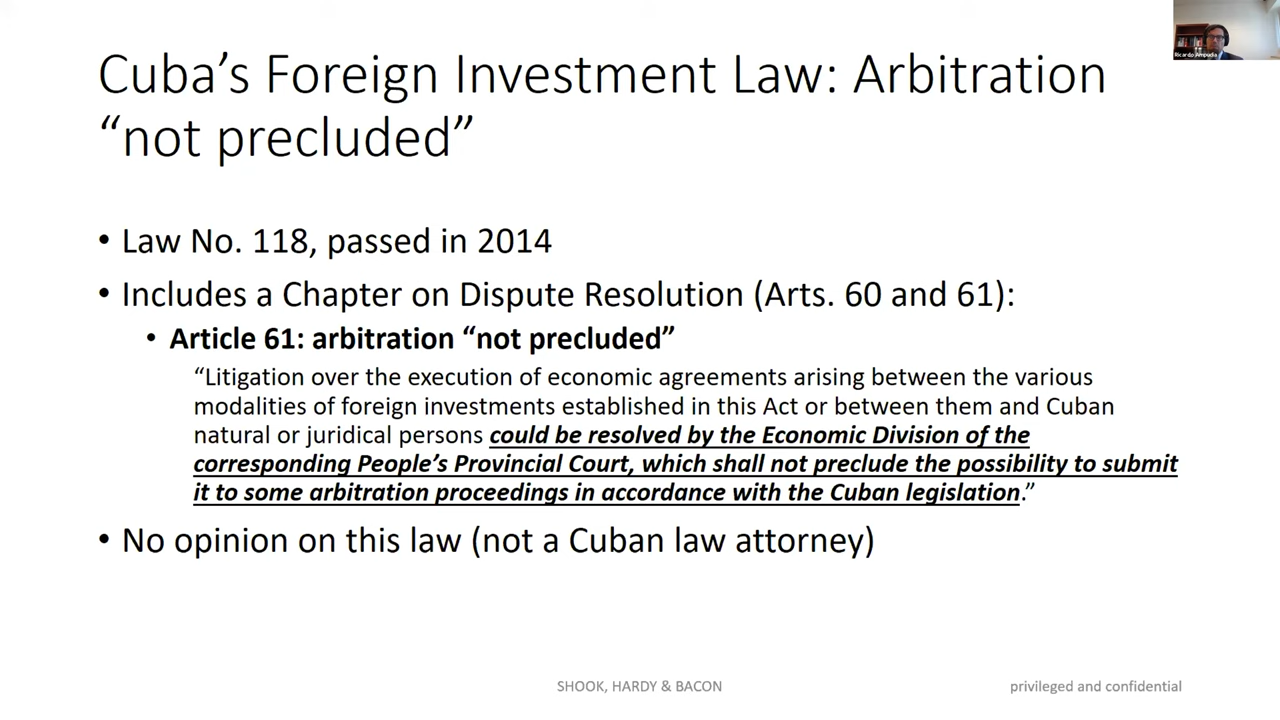 Ricardo Ampudia
Cuba’s Foreign Investment Law: Arbitration
“not precluded”
• Law No. 118, passed in 2014
• Includes a Chapter on Dispute Resolution (Arts. 60 and 61):
• Article 61: arbitration “not precluded”
“Litigation over the execution of economic agreements arising between the various
modalities of foreign investments established in this Act or between them and Cuban
natural or juridical persons could be resolved by the Economic Division of the
corresponding People’s Provincial Court, which shall not preclude the possibility to submit
it to some arbitration proceedings in accordance with the Cuban legislation.”
• No opinion on this law (not a Cuban law attorney)
SHOOK, HARDY & BACON
privileged and confidential